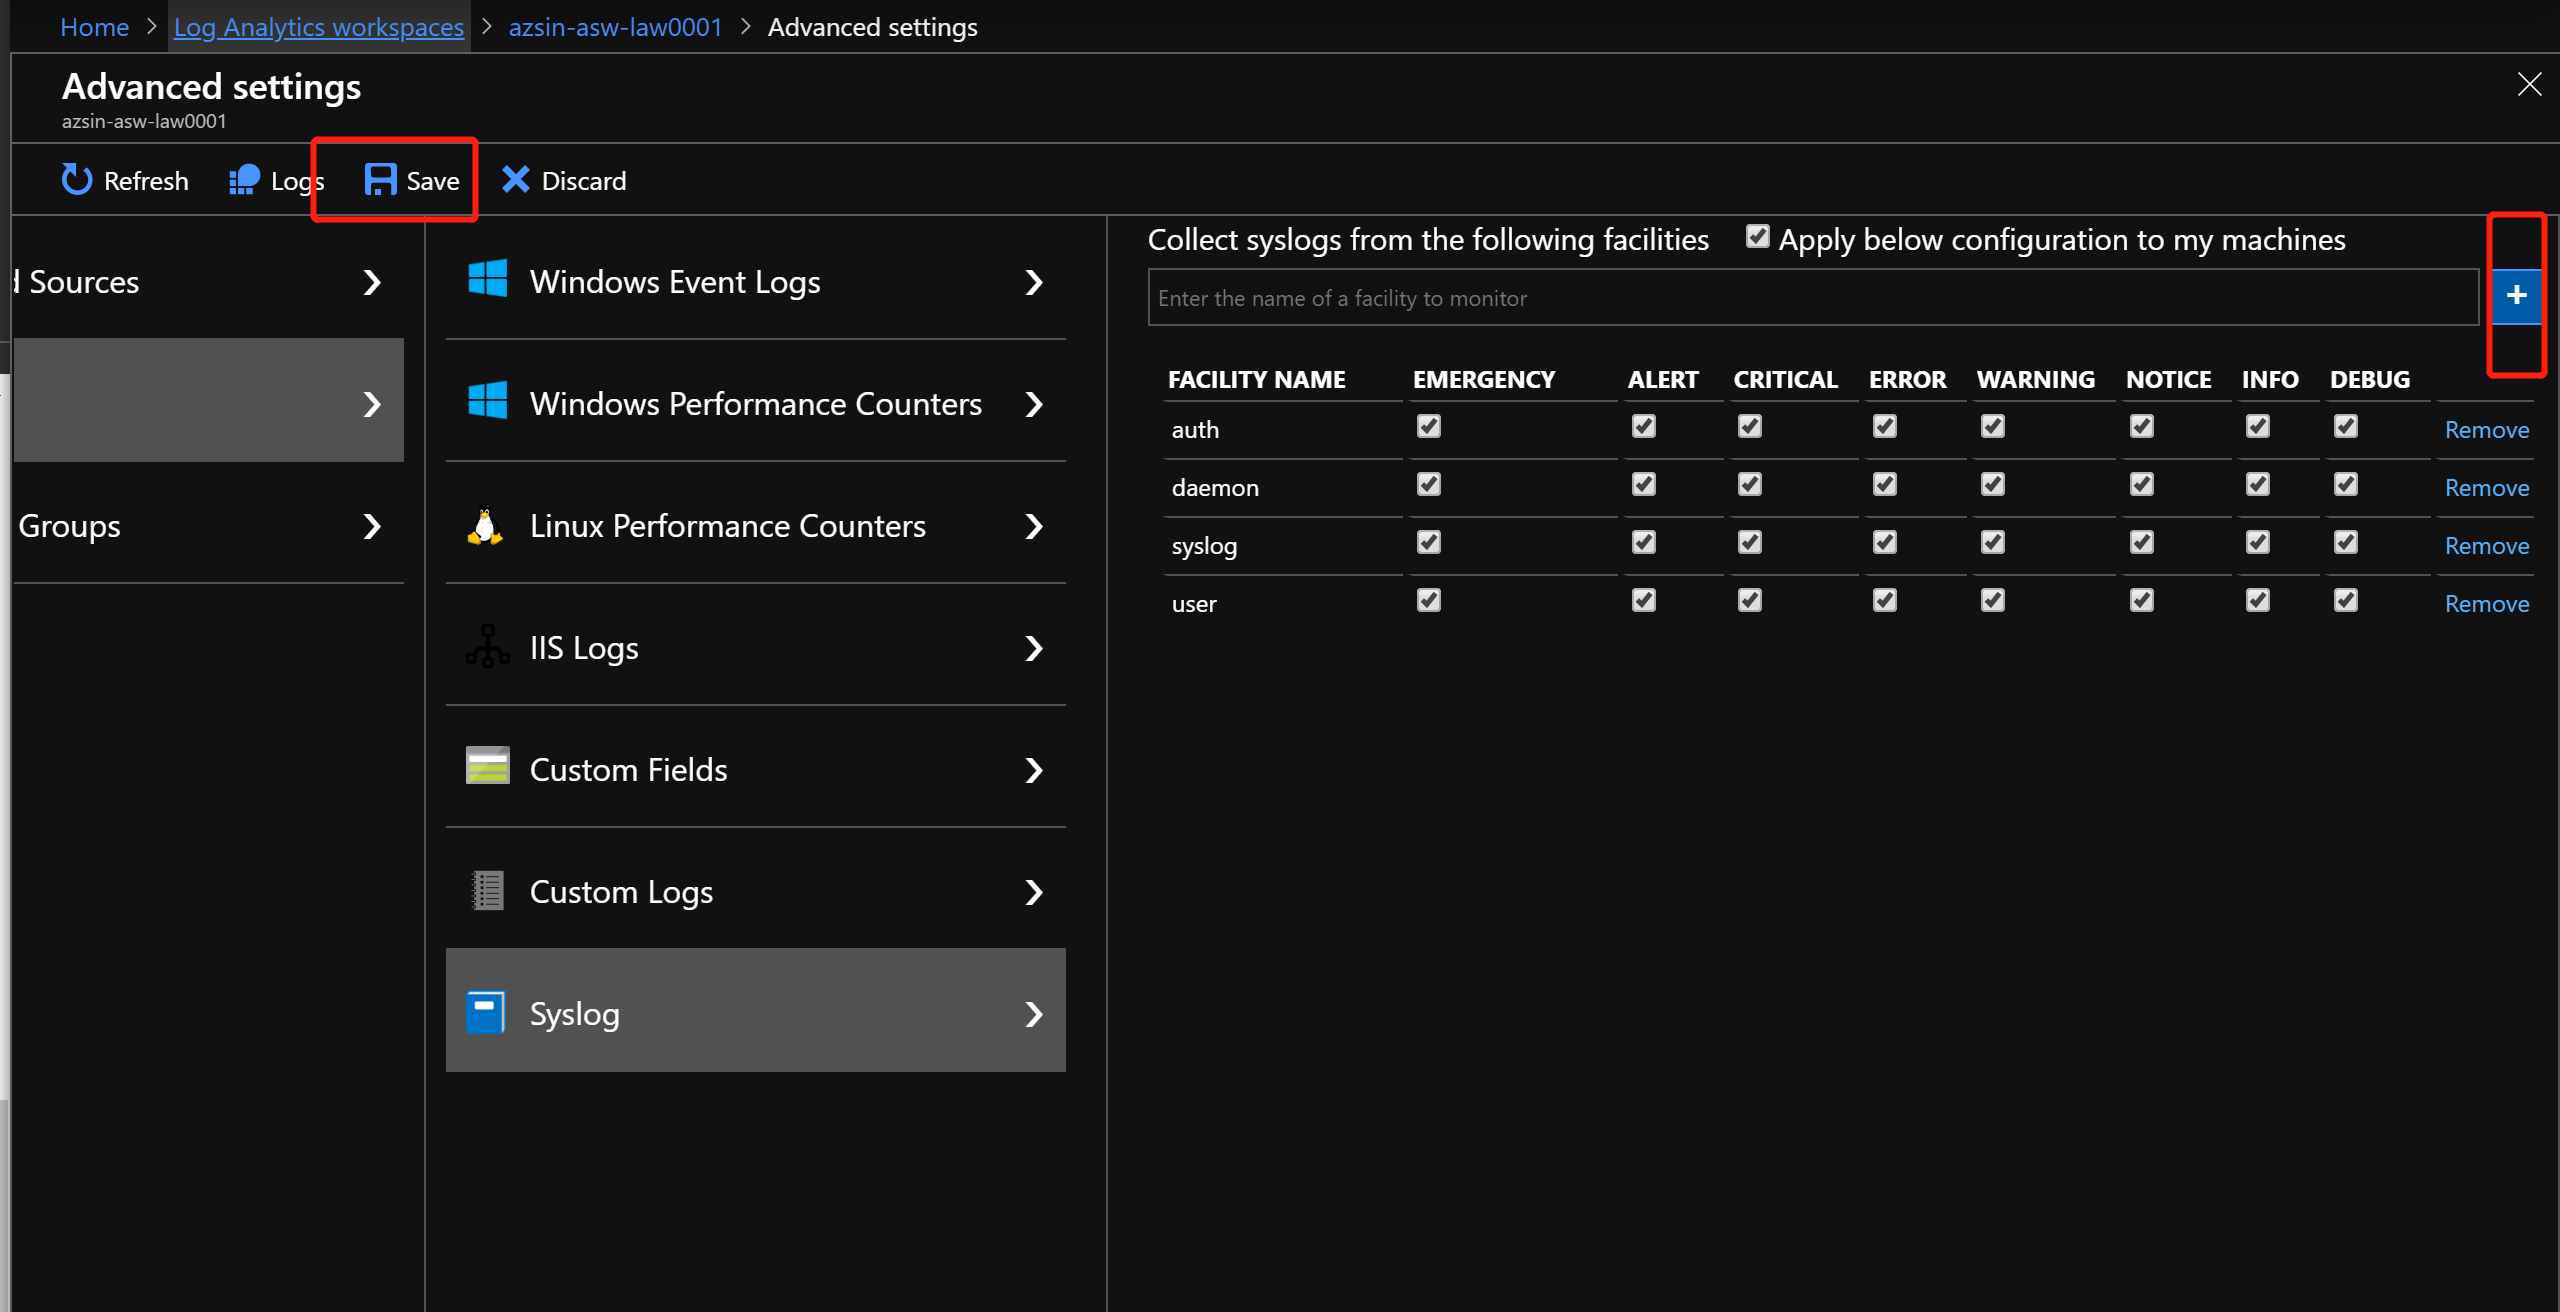 Home > Log Analytics workspaces > azsin-asw-law0001 > Advanced settings
Advanced settings
azsin-asw-law0001
Refresh Logs Save Discard
Sources
Groups
Windows Event Logs
Windows Performance Counters
Linux Performance Counters
IIS Logs
Custom Fields
Custom Logs
Syslog
Collect syslogs from the following facilities Apply below configuration to my machines
Enter the name of a facility to monitor
+
FACILITY NAME EMERGENCY ALERT CRITICAL ERROR WARNING NOTICE INFO DEBUG
auth Remove
daemon Remove
syslog Remove
user Remove